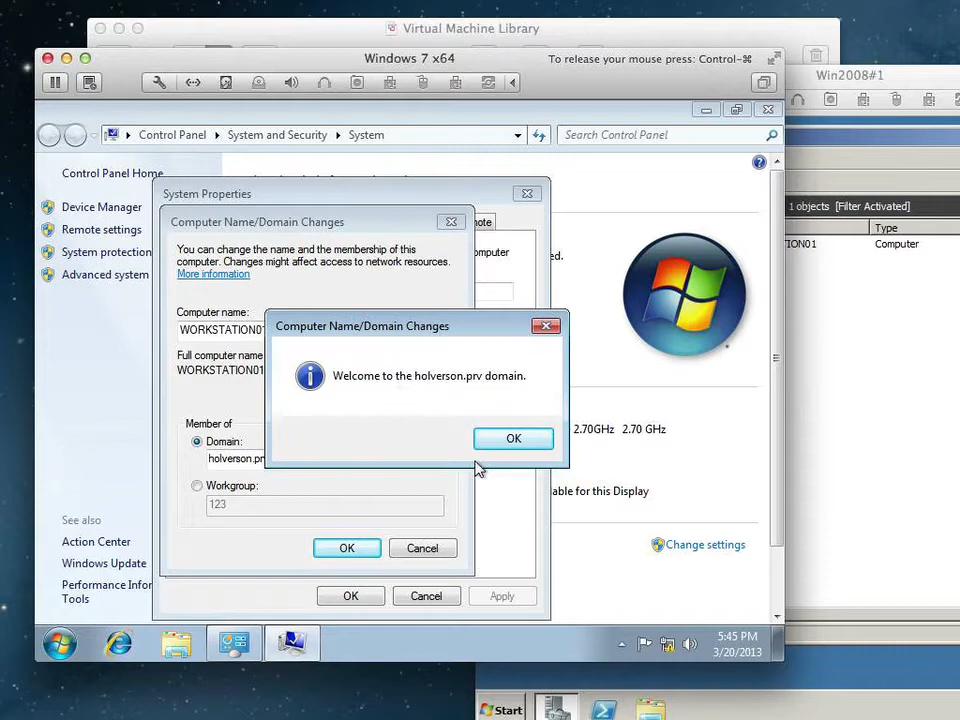 Virtual Machine Library
Windows 7 x64
To release your mouse press: Control-⌘
Win2008#1
Control Panel
System and Security
System
Search Control Panel
Control Panel Home
Device Manager
Remote settings
System protection
Advanced system
System Properties
Computer Name/Domain Changes
note
You can change the name and the membership of this
computer. Changes might affect access to network resources.
More information
omputer
ed.
1 objects [Filter Activated]
Type
TION01
Computer
Computer name:
WORKSTATION01
Full computer name
WORKSTATION01
Computer Name/Domain Changes
Welcome to the holverson.prv domain.
OK
Member of
Domain:
holverson.prv
Workgroup:
123
OK
Cancel
2.70GHz 2.70 GHz
able for this Display
Change settings
See also
Action Center
Windows Update
Performance Infor
Tools
OK
Cancel
Apply
5:45 PM
3/20/2013
Start